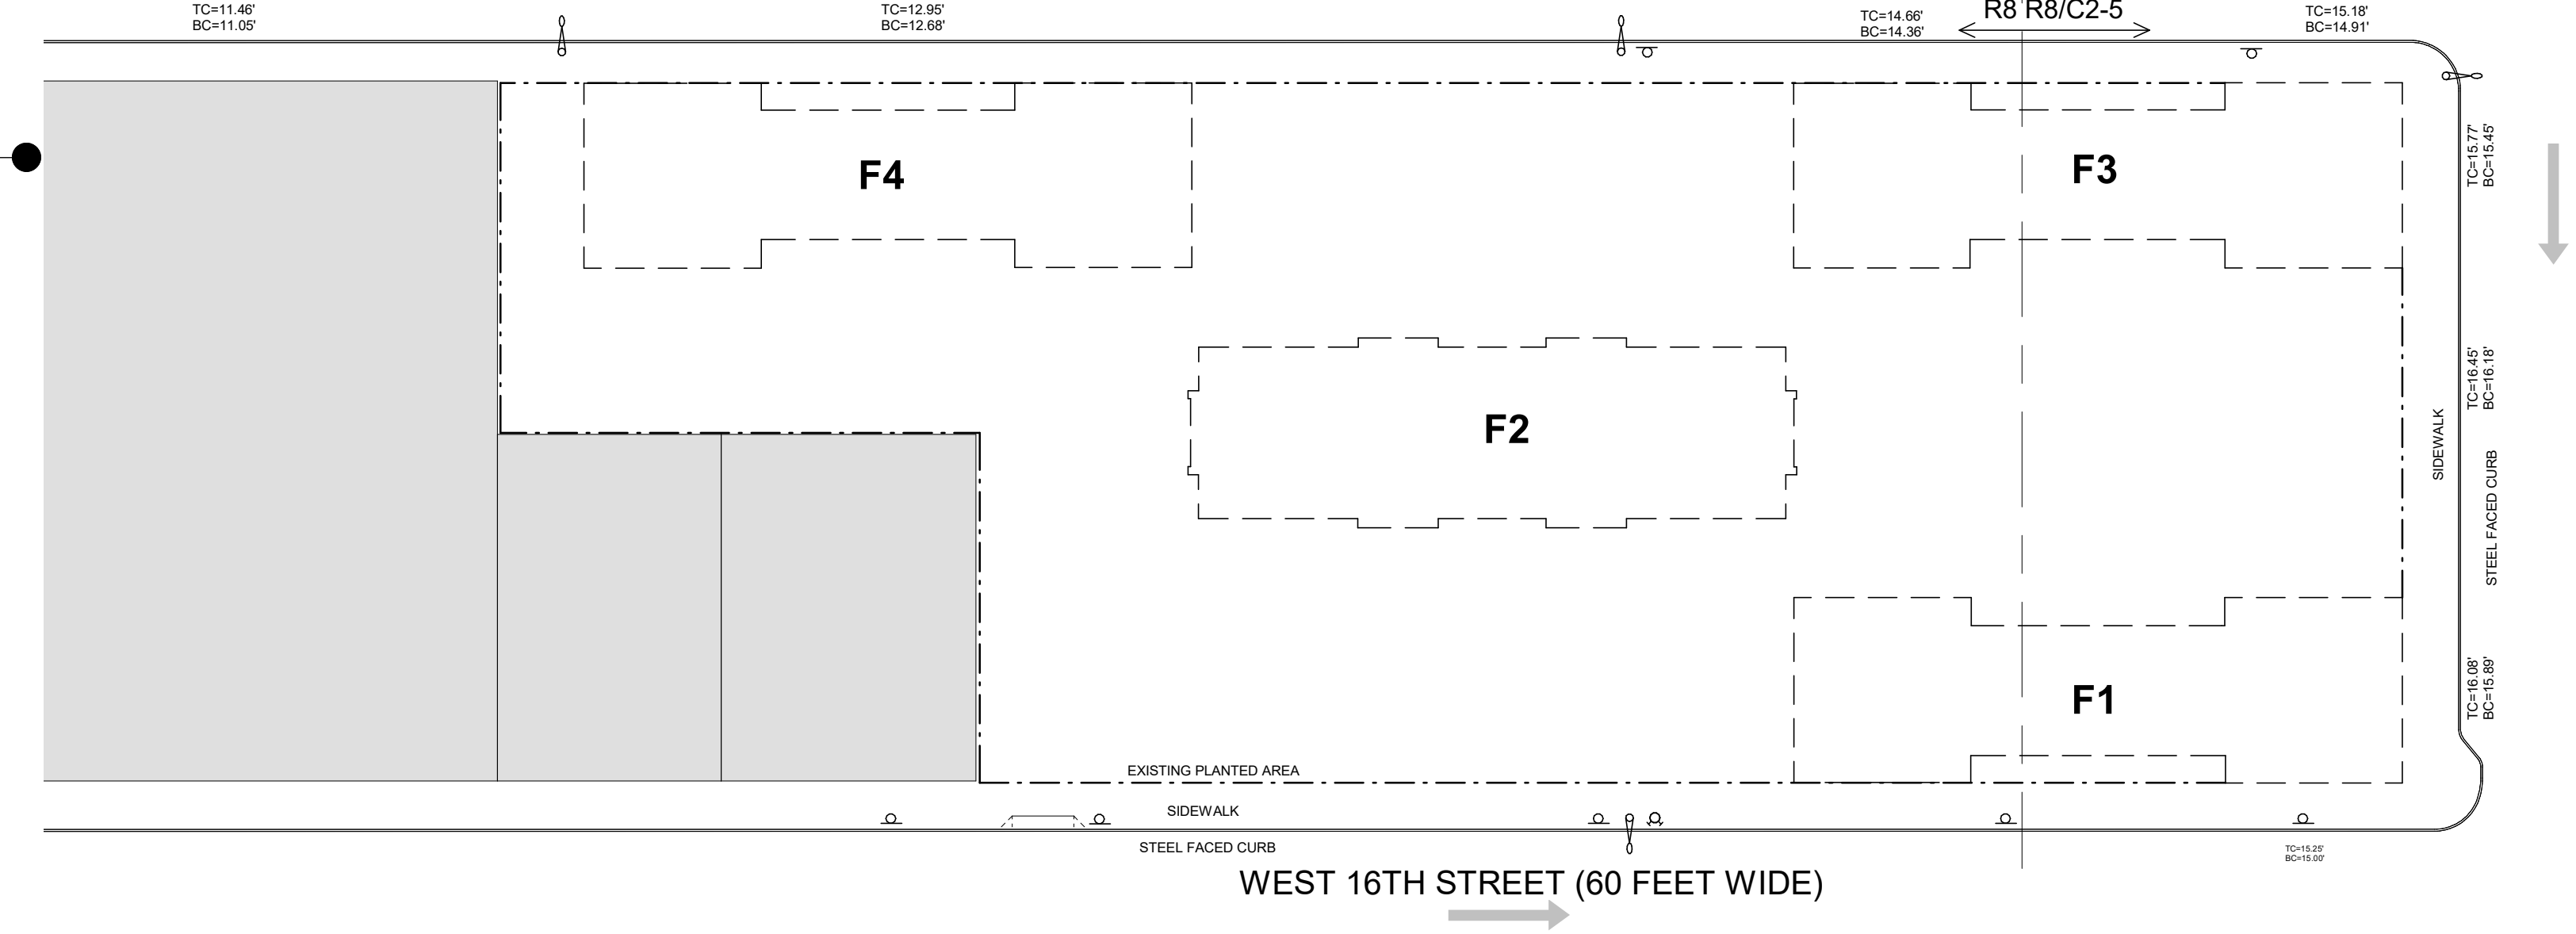 TC=11.46'
BC=11.05'
TC=12.95'
BC=12.68'
TC=14.66'
BC=14.36'
R8 R8/C2-5
TC=15.18'
BC=14.91'
F4
F3
TC=15.77'
BC=15.45'
F2
TC=16.45'
BC=16.18'
SIDEWALK
STEEL FACED CURB
F1
TC=16.08'
BC=15.89'
EXISTING PLANTED AREA
SIDEWALK
STEEL FACED CURB
TC=15.25'
BC=15.00'
WEST 16TH STREET (60 FEET WIDE)